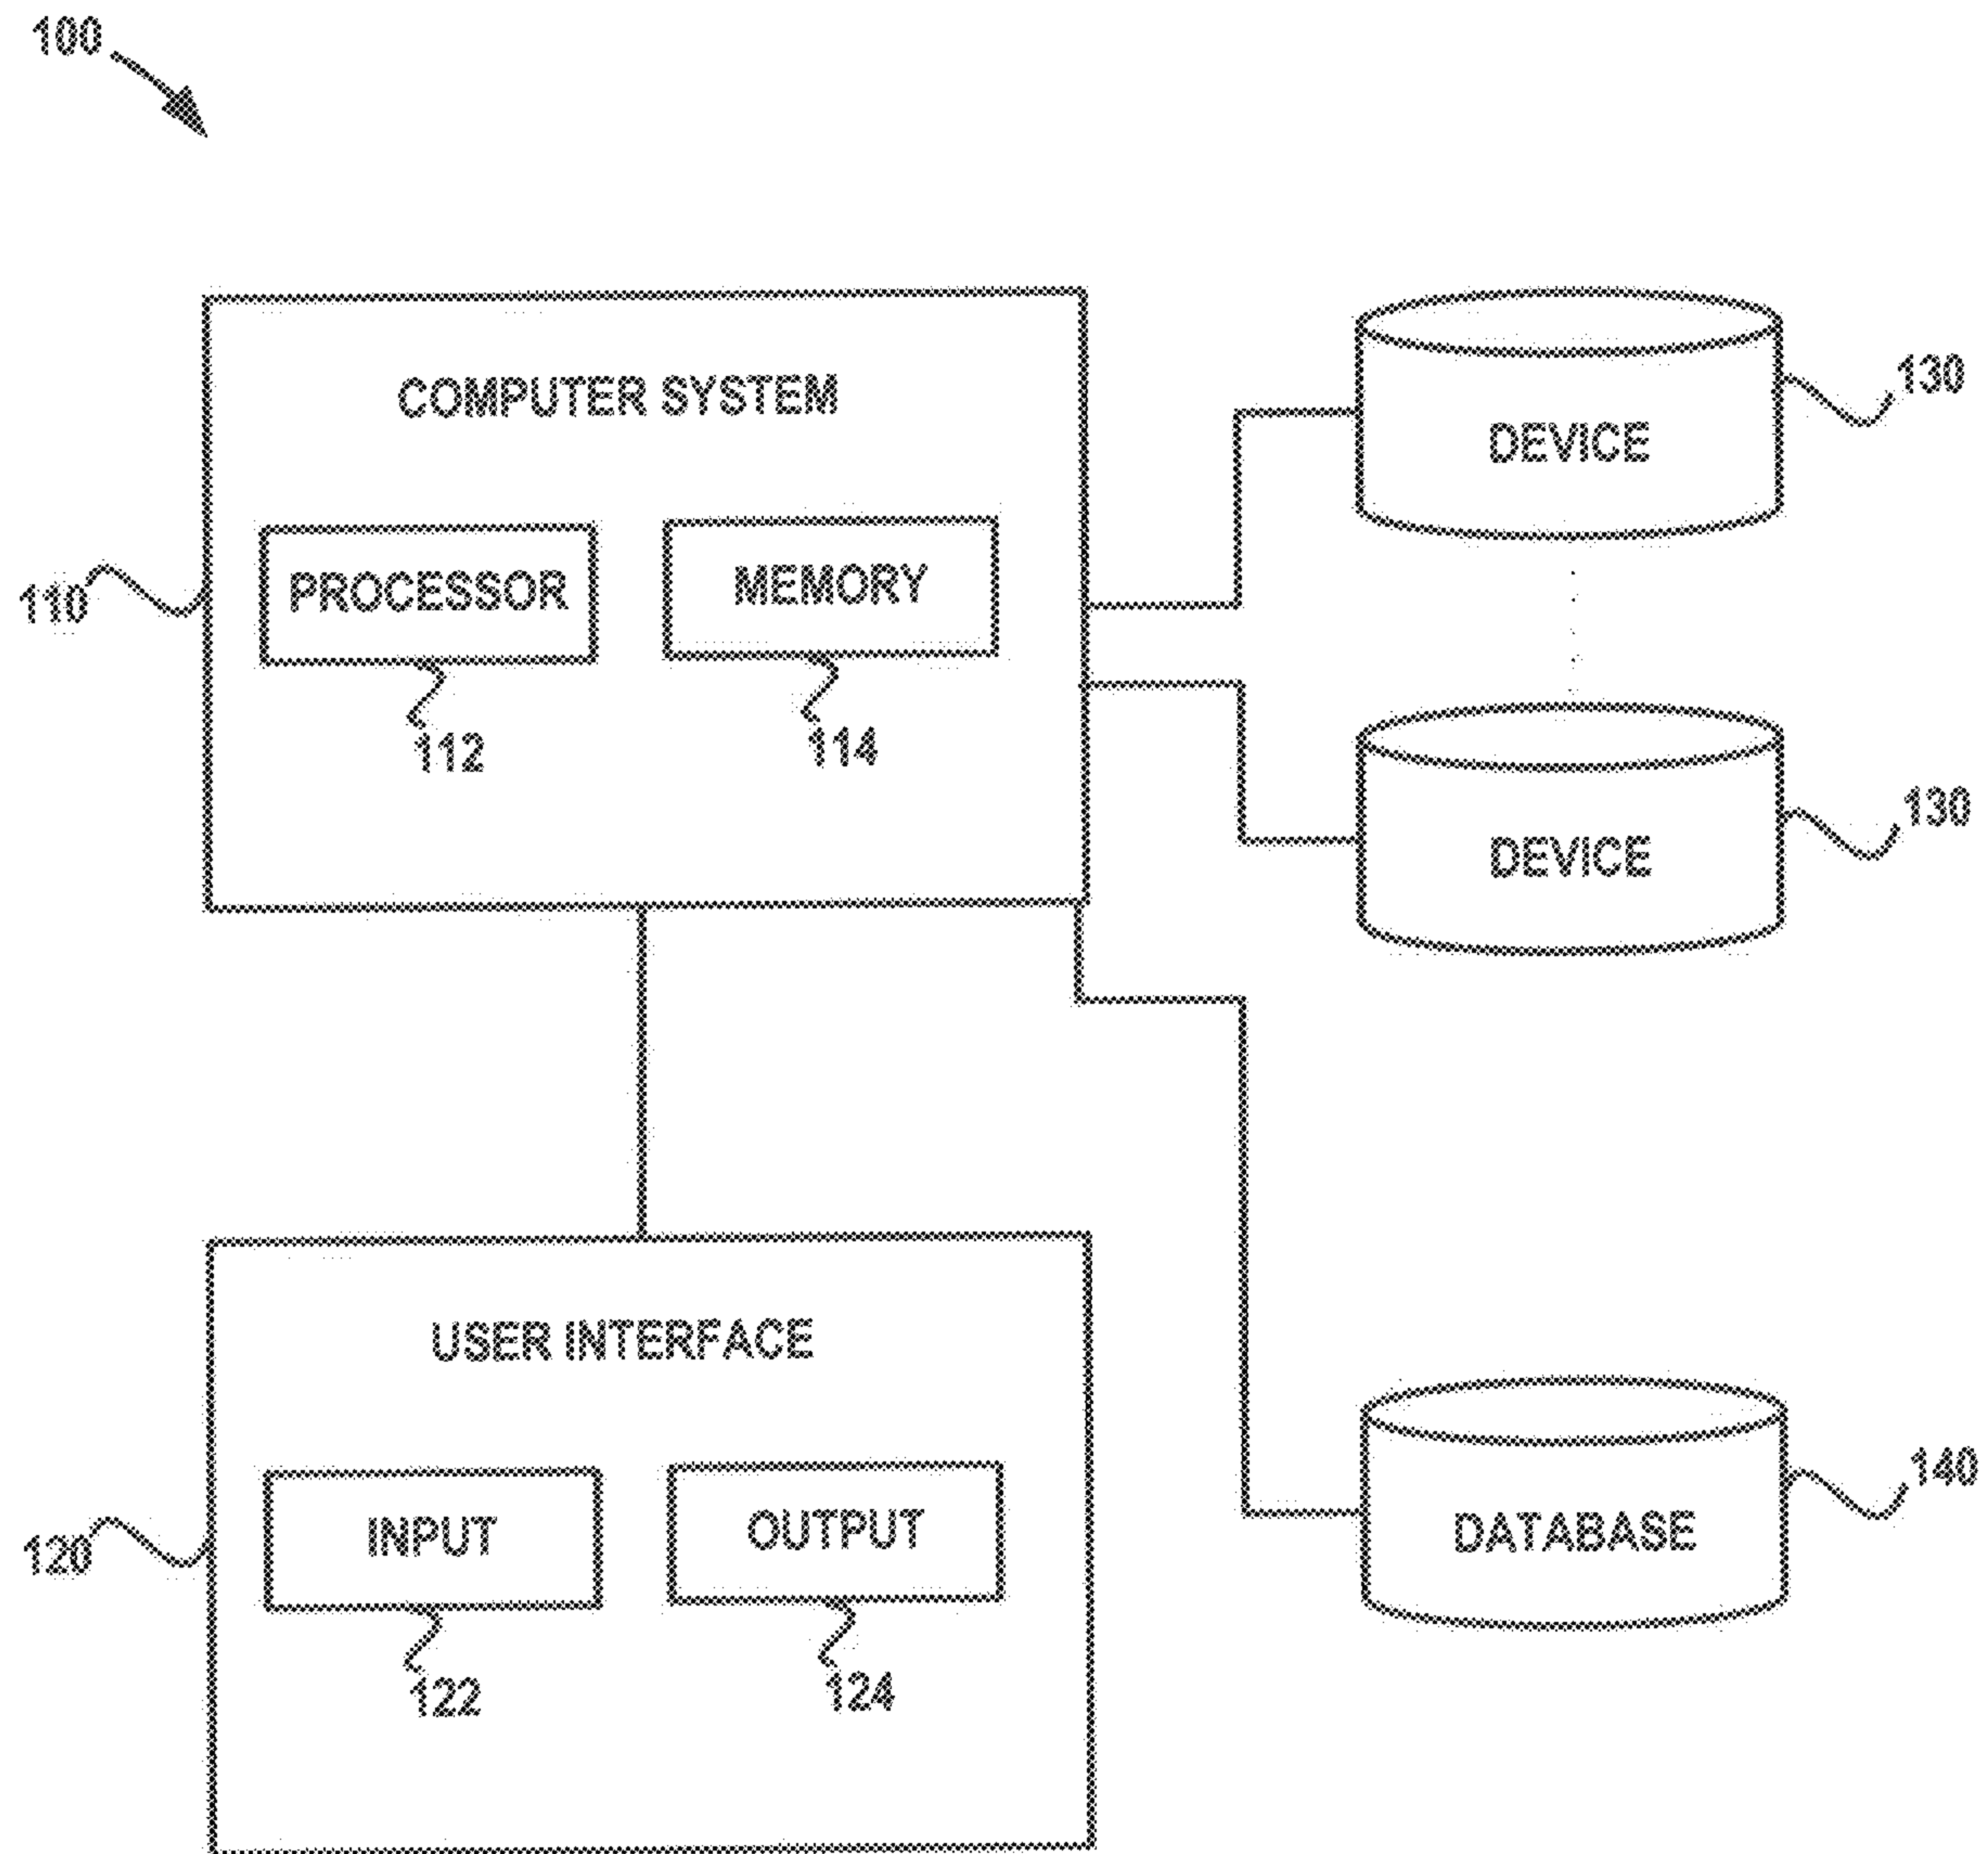 100
COMPUTER SYSTEM
130
DEVICE
PROCESSOR
MEMORY
110
112
114
130
DEVICE
USER INTERFACE
140
INPUT
OUTPUT
DATABASE
120
122
124